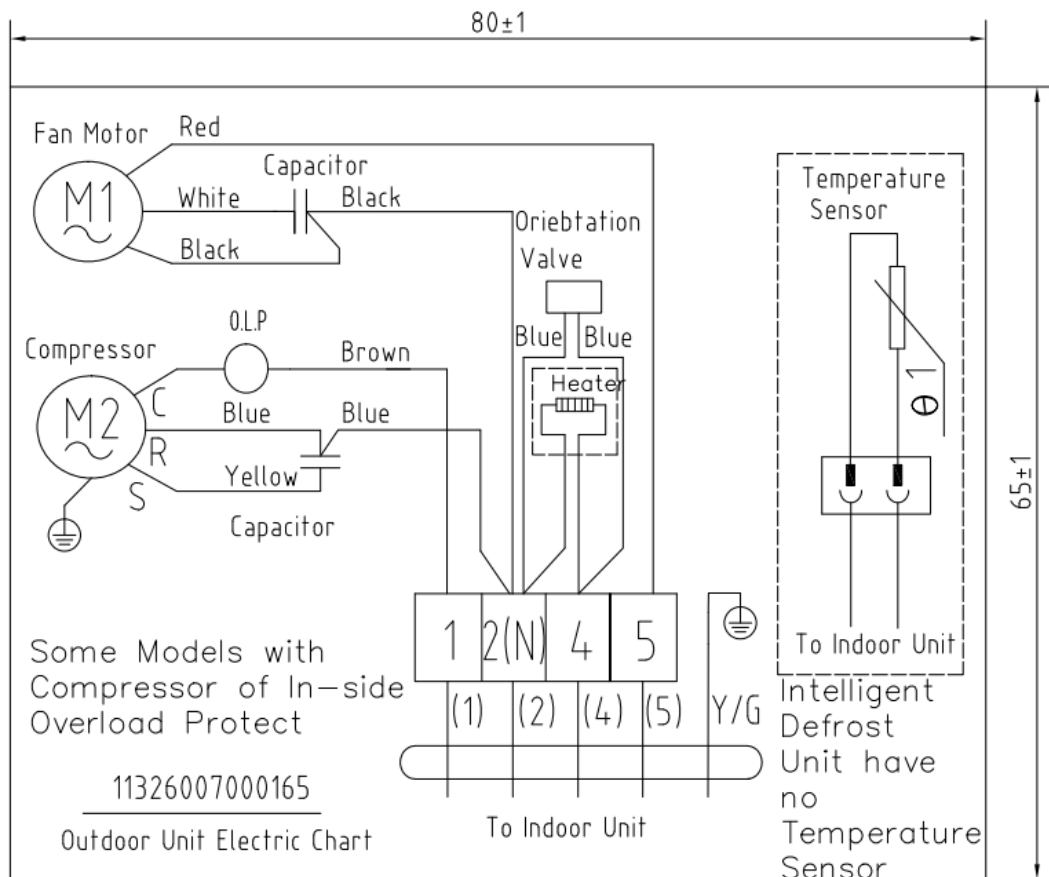 80±1
Fan Motor
Red
Capacitor
M1
White
Black
Black
Oriebtation
Valve
Temperature
Sensor
O.L.P
Compressor
Brown
Blue
Blue
M2
C
Blue
Blue
Heater
R
Yellow
S
Capacitor
θ 1
65±1
1
2(N)
4
5
To Indoor Unit
Some Models with
Compressor of In-side
Overload Protect
(1)
(2)
(4)
(5)
Y/G
Intelligent
Defrost
Unit have
no
Temperature
Sensor
11326007000165
Outdoor Unit Electric Chart
To Indoor Unit